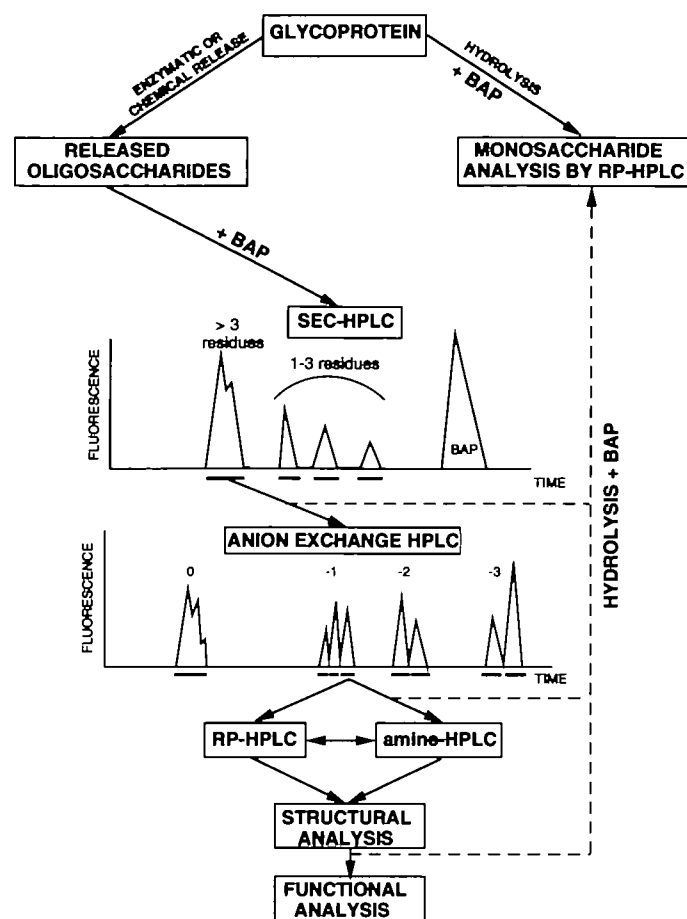 GLYCOPROTEIN
ENZYMATIC OR
CHEMICAL RELEASE
HYDROLYSIS
+ BAP
RELEASED
OLIGOSACCHARIDES
MONOSACCHARIDE
ANALYSIS BY RP-HPLC
+ BAP
SEC-HPLC
> 3
residues
1-3 residues
FLUORESCENCE
BAP
TIME
HYDROLYSIS + BAP
ANION EXCHANGE HPLC
FLUORESCENCE
0
-1
-2
-3
TIME
RP-HPLC
amine-HPLC
STRUCTURAL
ANALYSIS
FUNCTIONAL
ANALYSIS